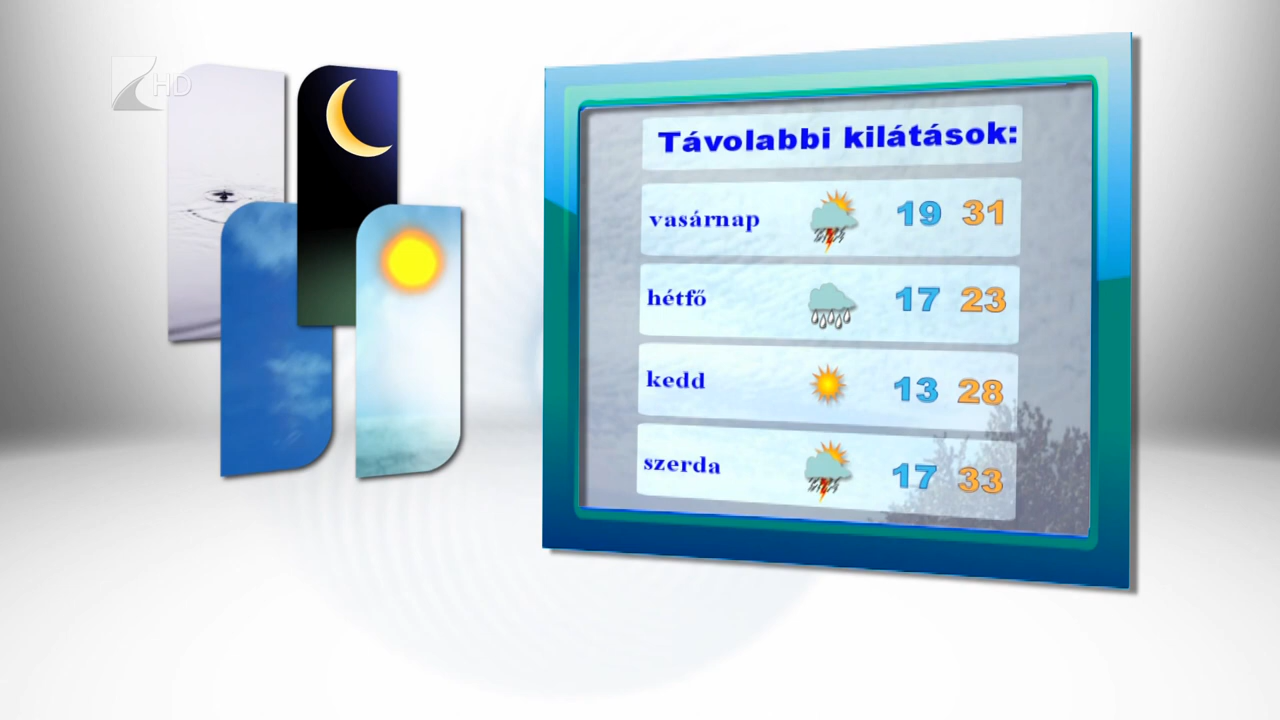 HD
Távolabbi kilátások:
vasárnap 19 31
hétfő 17 23
kedd 13 28
szerda 17 33